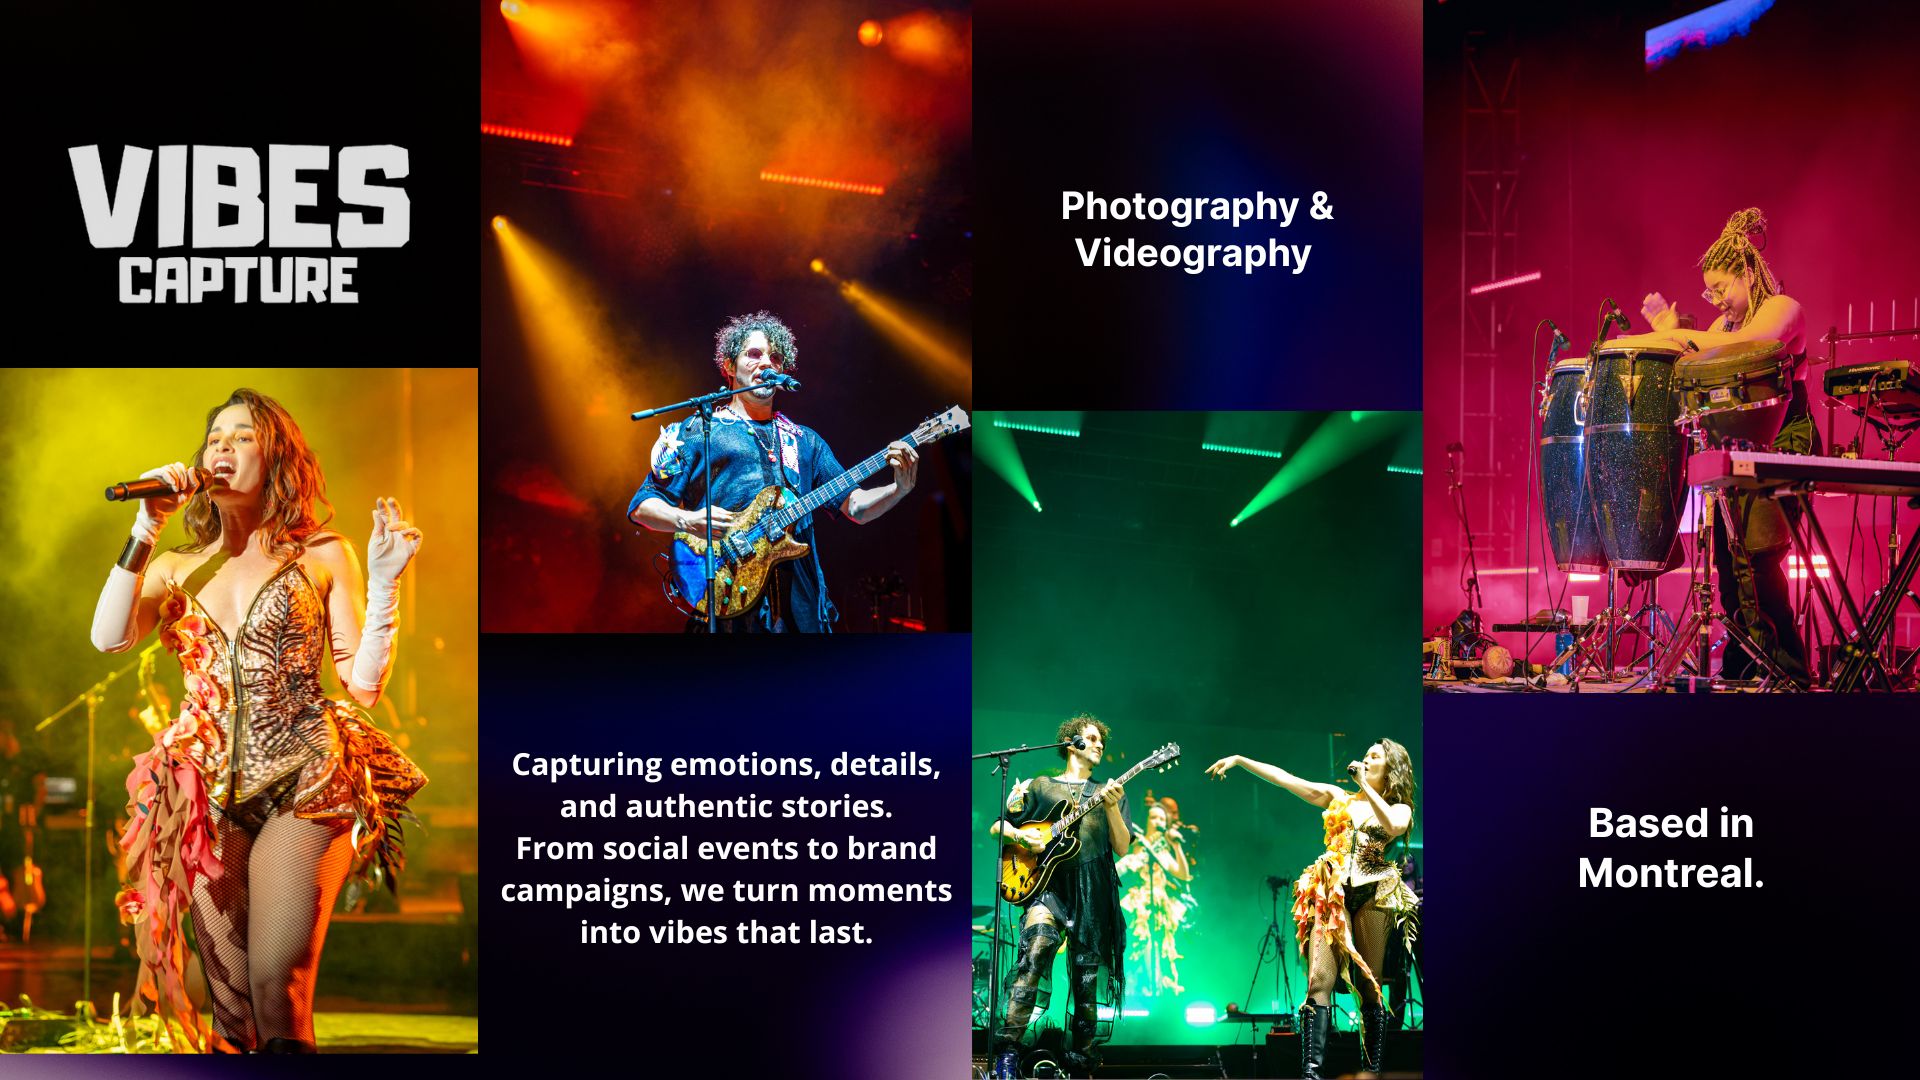 VIBES
CAPTURE
Photography &
Videography
Capturing emotions, details,
and authentic stories.
From social events to brand
campaigns, we turn moments
into vibes that last.
Based in
Montreal.